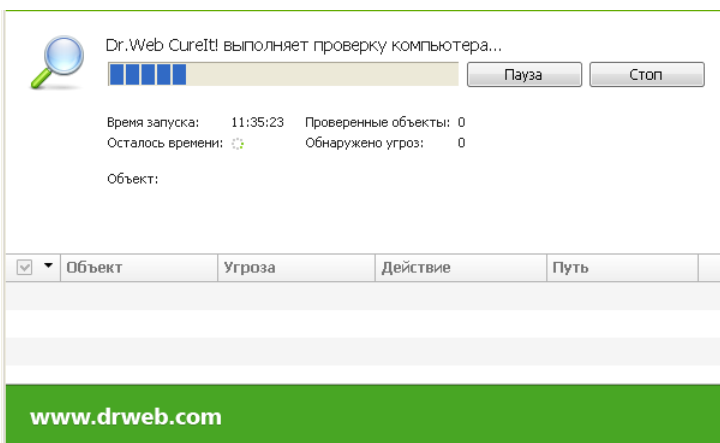 Dr.Web CureIt! выполняет проверку компьютера...
Пауза Стоп
Время запуска: 11:35:23 Проверенные объекты: 0
Осталось времени: Обнаружено угроз: 0
Объект:
Объект Угроза Действие Путь
www.drweb.com